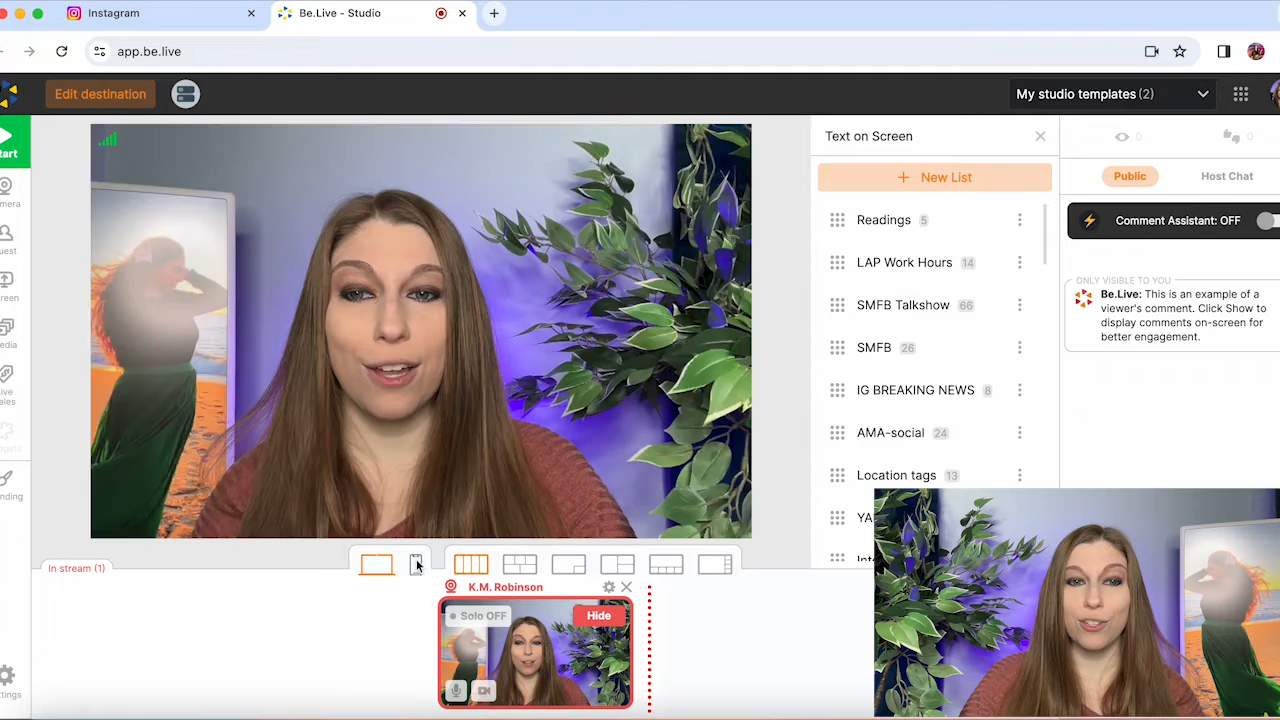 Instagram
Be.Live - Studio
app.be.live
Edit destination
My studio templates (2)
Text on Screen
0
0
New List
Public
Host Chat
Readings 5
Comment Assistant: OFF
LAP Work Hours 14
ONLY VISIBLE TO YOU
Be.Live: This is an example of a
viewer's comment. Click Show to
display comments on-screen for
better engagement.
SMFB Talkshow 66
SMFB 26
IG BREAKING NEWS 8
AMA-social 24
Location tags 13
YA
In stream (1)
K.M. Robinson
Solo OFF
Hide